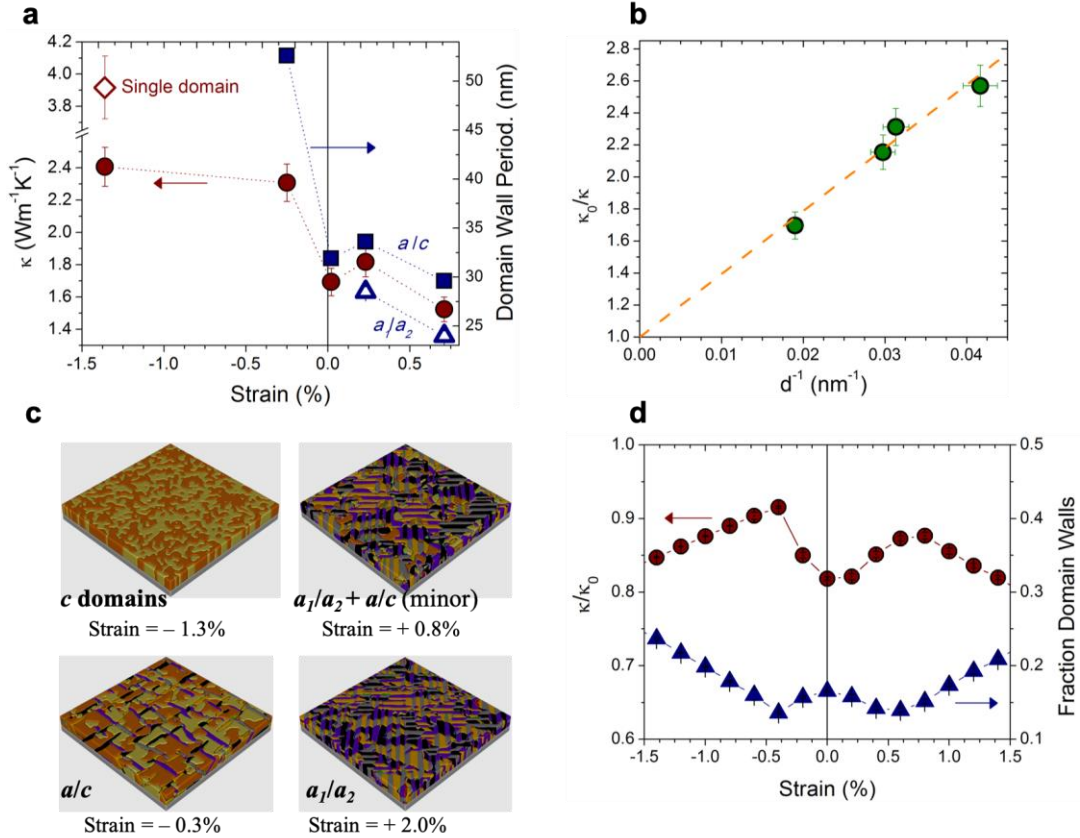 a
4.2
4.0
3.8
2.4
2.2
2.0
1.8
1.6
1.4
κ (Wm⁻¹K⁻¹)
Single domain
a/c
a₁/a₂
50
45
40
35
30
25
Domain Wall Period. (nm)
-1.5 -1.0 -0.5 0.0 0.5
Strain (%)
b
2.8
2.6
2.4
2.2
2.0
1.8
1.6
1.4
1.2
1.0
κ₀/κ
0.00 0.01 0.02 0.03 0.04
d⁻¹ (nm⁻¹)
c
c domains
Strain = – 1.3%
a₁/a₂ + a/c (minor)
Strain = + 0.8%
a/c
Strain = – 0.3%
a₁/a₂
Strain = + 2.0%
d
1.0
0.9
0.8
0.7
0.6
κ/κ₀
0.5
0.4
0.3
0.2
0.1
Fraction Domain Walls
-1.5 -1.0 -0.5 0.0 0.5 1.0 1.5
Strain (%)